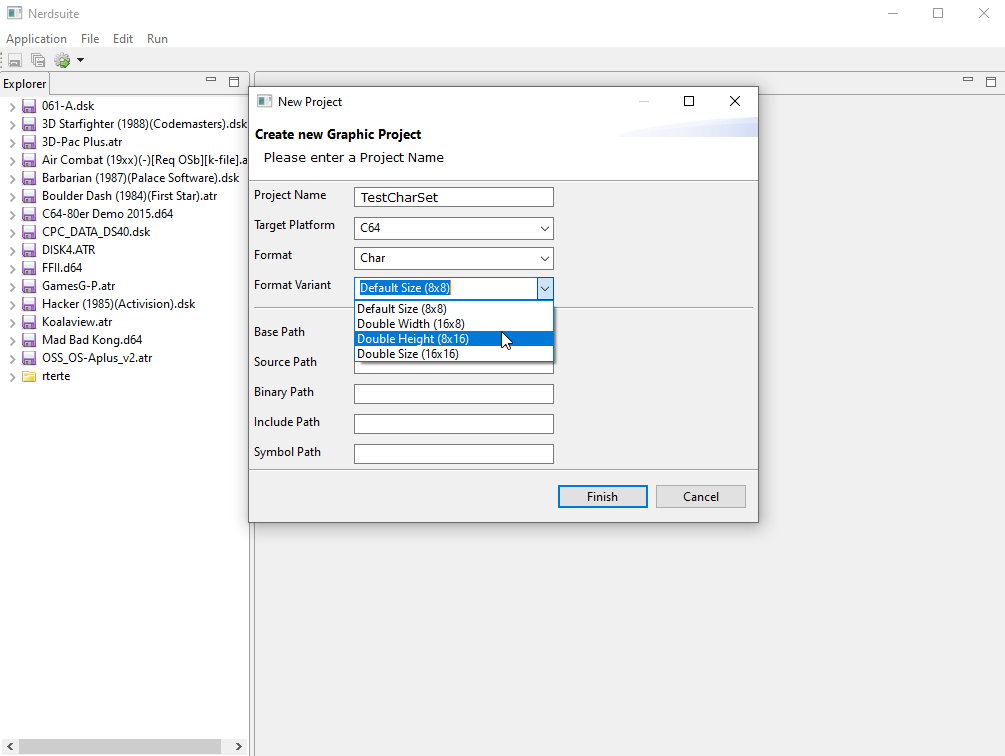 Nerdsuite
Application File Edit Run
Explorer
061-A.dsk
3D Starfighter (1988)(Codemasters).dsk
3D-Pac Plus.atr
Air Combat (19xx)(-)[Req OSb][k-file].a
Barbarian (1987)(Palace Software).dsk
Boulder Dash (1984)(First Star).atr
C64-80er Demo 2015.d64
CPC_DATA_DS40.dsk
DISK4.ATR
FFII.d64
GamesG-P.atr
Hacker (1985)(Activision).dsk
Koalaview.atr
Mad Bad Kong.d64
OSS_OS-Aplus_v2.atr
rterte
New Project
Create new Graphic Project
Please enter a Project Name
Project Name TestCharSet
Target Platform C64
Format Char
Format Variant Default Size (8x8)
Default Size (8x8)
Double Width (16x8)
Double Height (8x16)
Double Size (16x16)
Base Path
Source Path
Binary Path
Include Path
Symbol Path
Finish Cancel